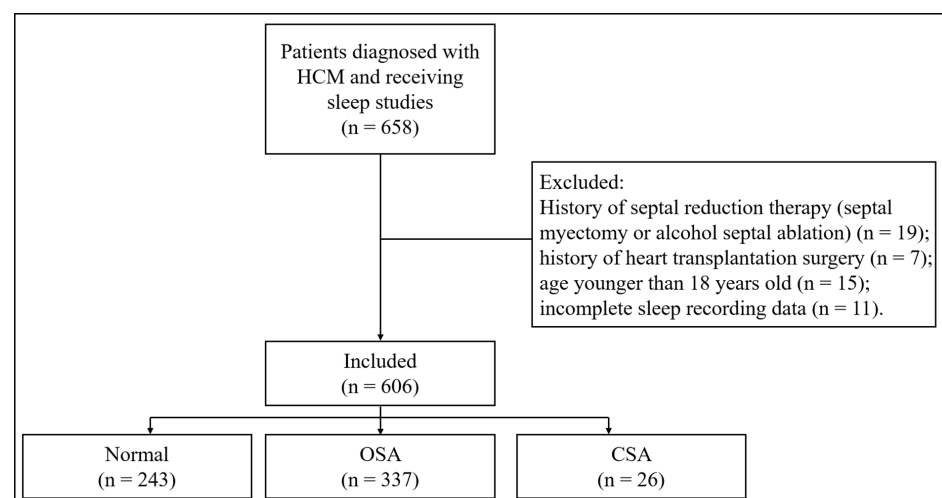 Patients diagnosed with
HCM and receiving
sleep studies
(n = 658)
Excluded:
History of septal reduction therapy (septal
myectomy or alcohol septal ablation) (n = 19);
history of heart transplantation surgery (n = 7);
age younger than 18 years old (n = 15);
incomplete sleep recording data (n = 11).
Included
(n = 606)
Normal
(n = 243)
OSA
(n = 337)
CSA
(n = 26)